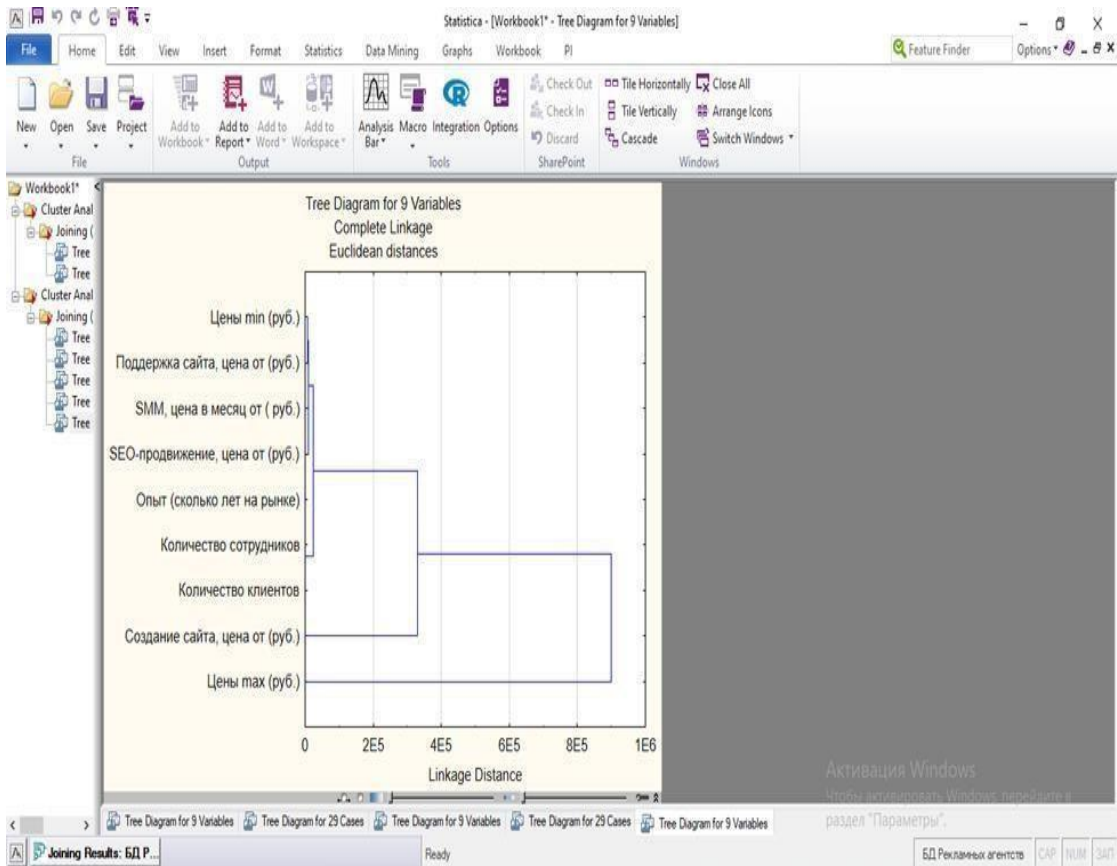 Statistica - [Workbook1* - Tree Diagram for 9 Variables]
File Home Edit View Insert Format Statistics Data Mining Graphs Workbook PI Feature Finder Options
New Open Save Project Add to Workbook Add to Report Add to Word Add to Workspace Analysis Bar Macro Integration Options Check Out Check In Discard Tile Horizontally Tile Vertically Cascade Close All Arrange Icons Switch Windows
File Output Tools SharePoint Windows
Workbook1*
Cluster Anal
Joining (
Tree
Tree
Cluster Anal
Joining (
Tree
Tree
Tree
Tree
Tree
Tree Diagram for 9 Variables
Complete Linkage
Euclidean distances
Цены min (руб.)
Поддержка сайта, цена от (руб.)
SMM, цена в месяц от ( руб.)
SEO-продвижение, цена от (руб.)
Опыт (сколько лет на рынке)
Количество сотрудников
Количество клиентов
Создание сайта, цена от (руб.)
Цены max (руб.)
0 2E5 4E5 6E5 8E5 1E6
Linkage Distance
Активация Windows
Чтобы активировать Windows, перейдите в
раздел "Параметры".
Tree Diagram for 9 Variables Tree Diagram for 29 Cases Tree Diagram for 9 Variables Tree Diagram for 29 Cases Tree Diagram for 9 Variables
Joining Results: БД Р... Ready БД Рекламных агентств CAP NUM ЗАП